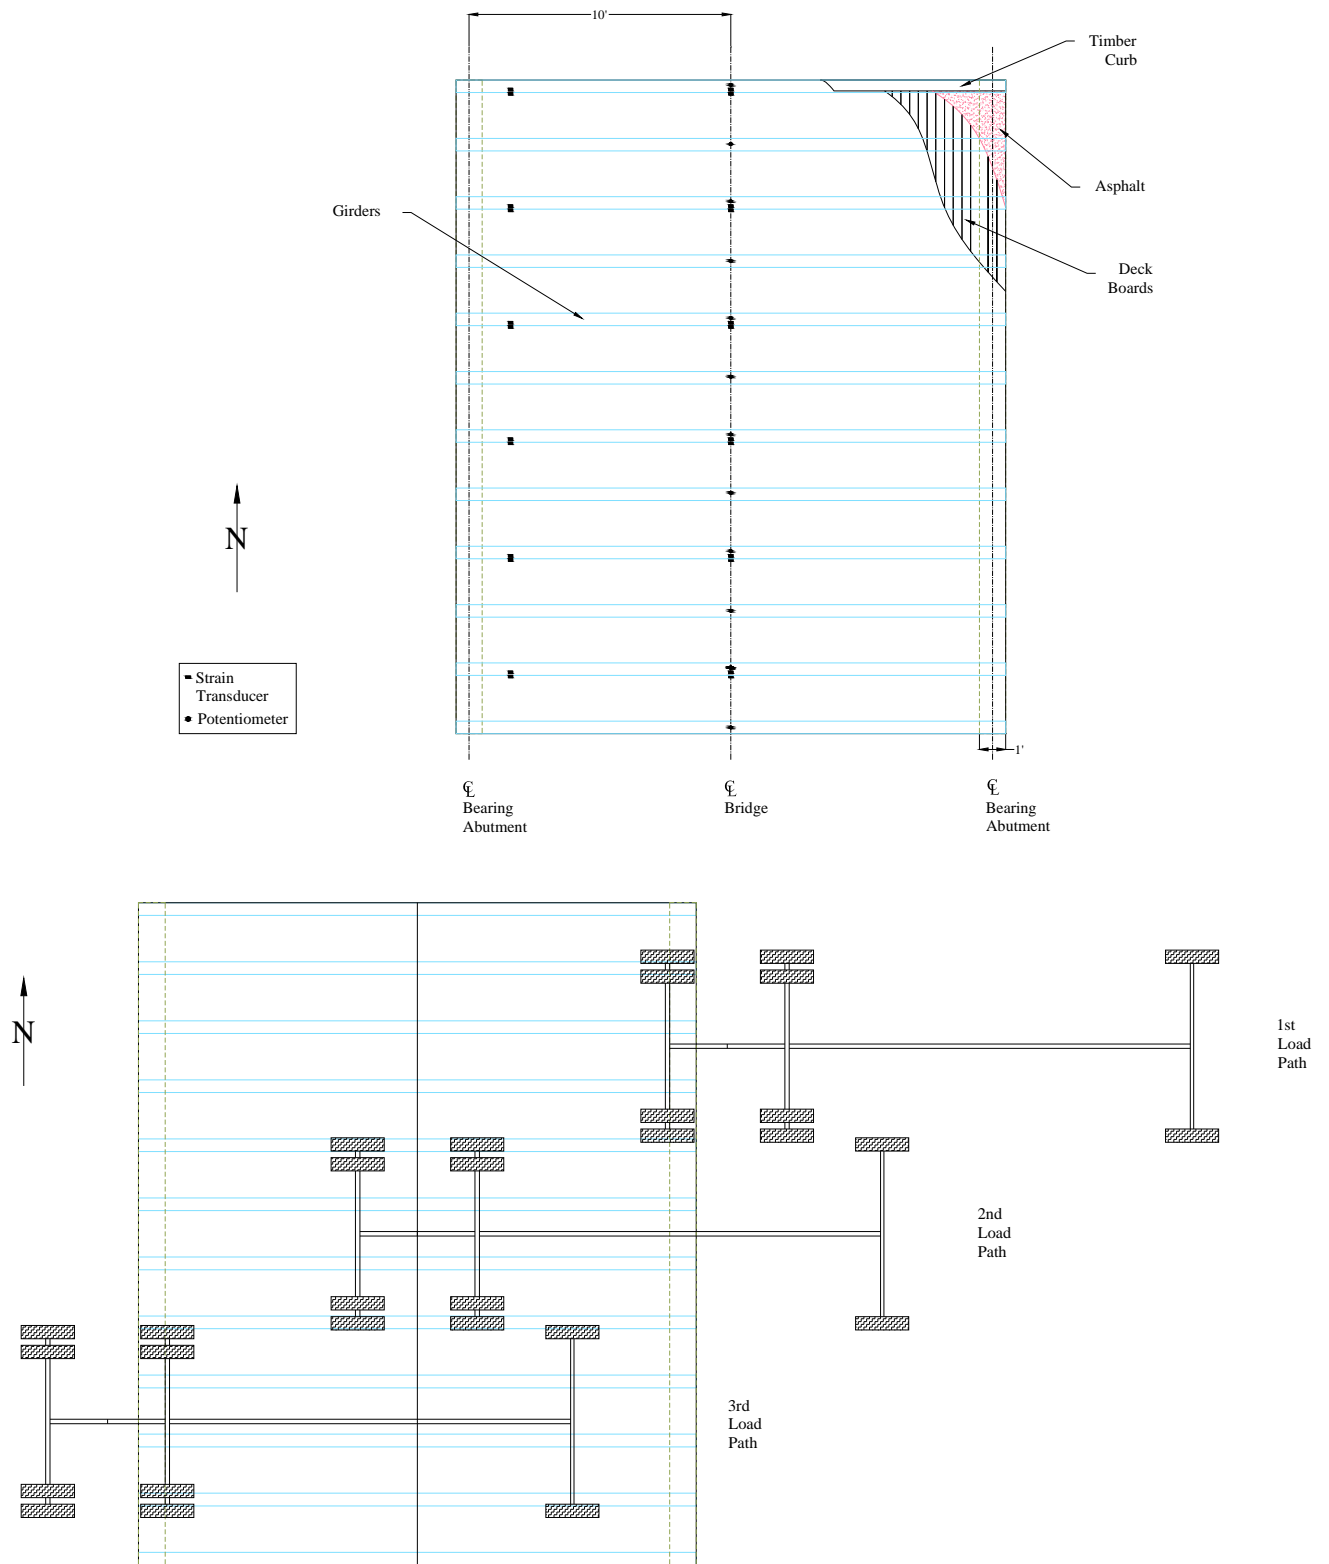 10'
Timber
Curb
Asphalt
Girders
Deck
Boards
N
Strain
Transducer
Potentiometer
1'
℄
Bearing
Abutment
℄
Bridge
℄
Bearing
Abutment
N
1st
Load
Path
2nd
Load
Path
3rd
Load
Path